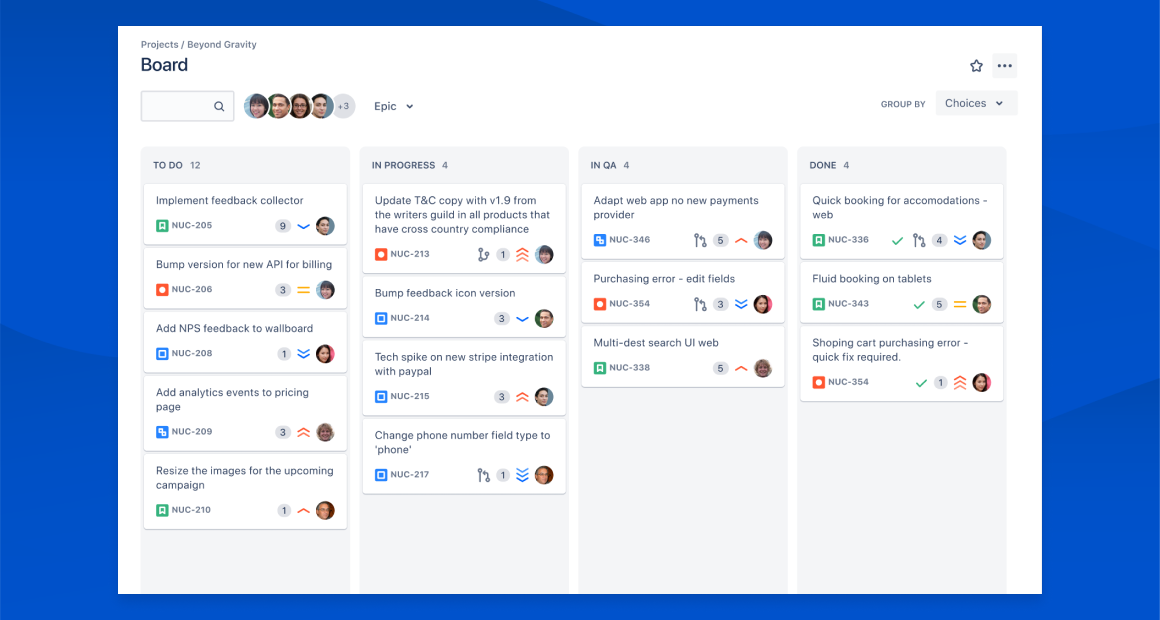 Projects / Beyond Gravity
Board
+3
Epic
GROUP BY
Choices
TO DO 12
Implement feedback collector
NUC-205
9
Bump version for new API for billing
NUC-206
3
Add NPS feedback to wallboard
NUC-208
1
Add analytics events to pricing
page
NUC-209
3
Resize the images for the upcoming
campaign
NUC-210
1
IN PROGRESS 4
Update T&C copy with v1.9 from
the writers guild in all products that
have cross country compliance
NUC-213
1
Bump feedback icon version
NUC-214
3
Tech spike on new stripe integration
with paypal
NUC-215
3
Change phone number field type to
'phone'
NUC-217
1
IN QA 4
Adapt web app no new payments
provider
NUC-346
5
Purchasing error - edit fields
NUC-354
3
Multi-dest search UI web
NUC-338
5
DONE 4
Quick booking for accomodations -
web
NUC-336
4
Fluid booking on tablets
NUC-343
5
Shoping cart purchasing error -
quick fix required.
NUC-354
1